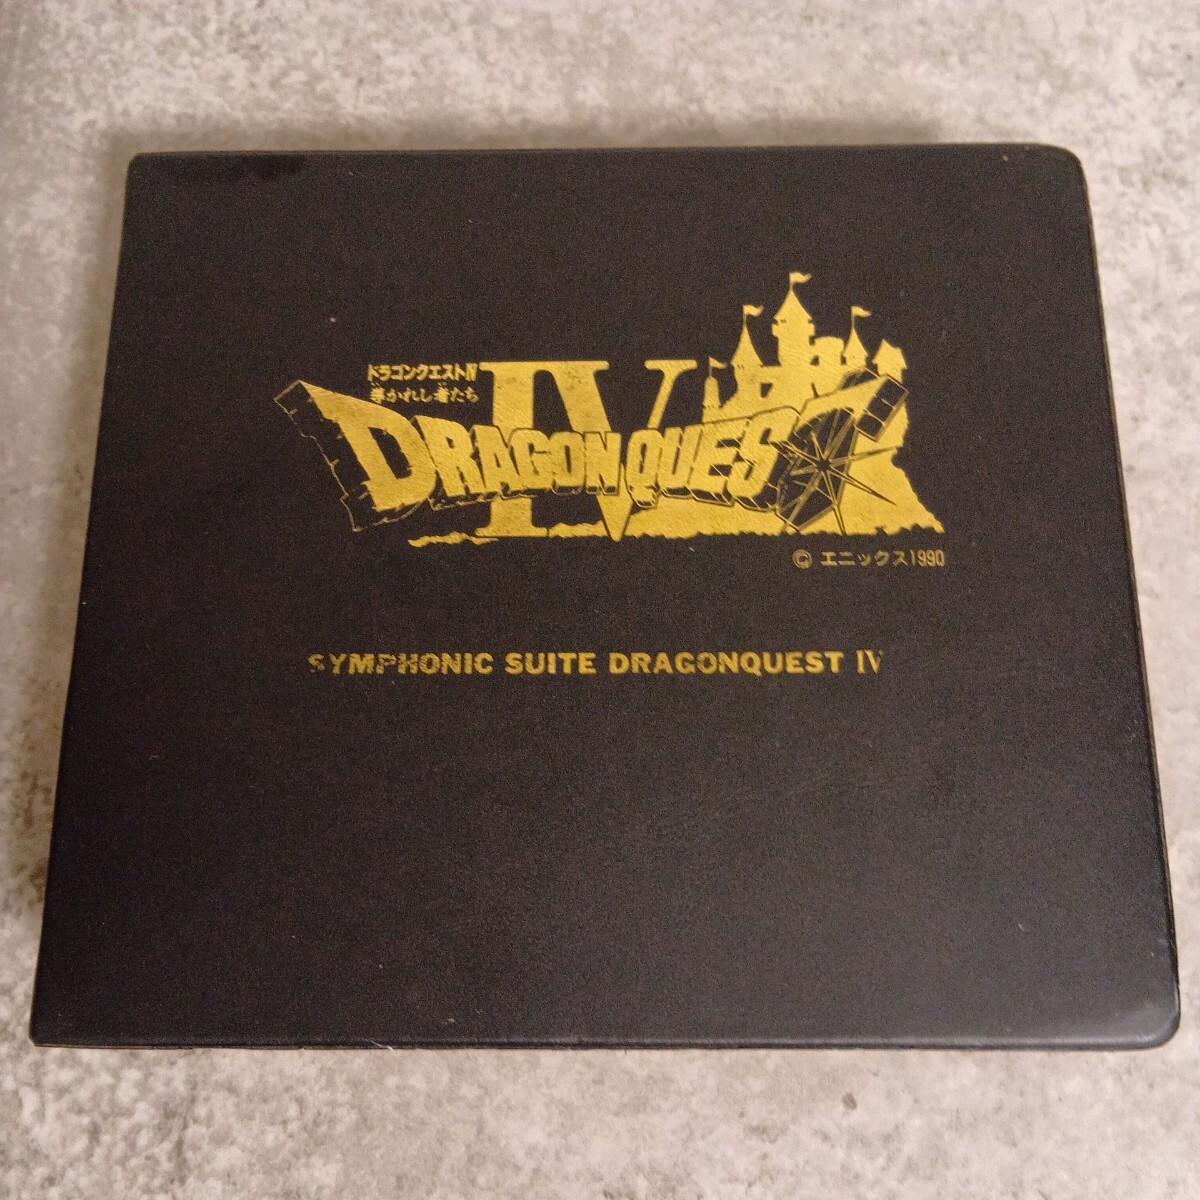 ドラゴンクエストIV
導かれし者たち
IV
DRAGON QUEST
© エニックス1990
SYMPHONIC SUITE DRAGONQUEST IV